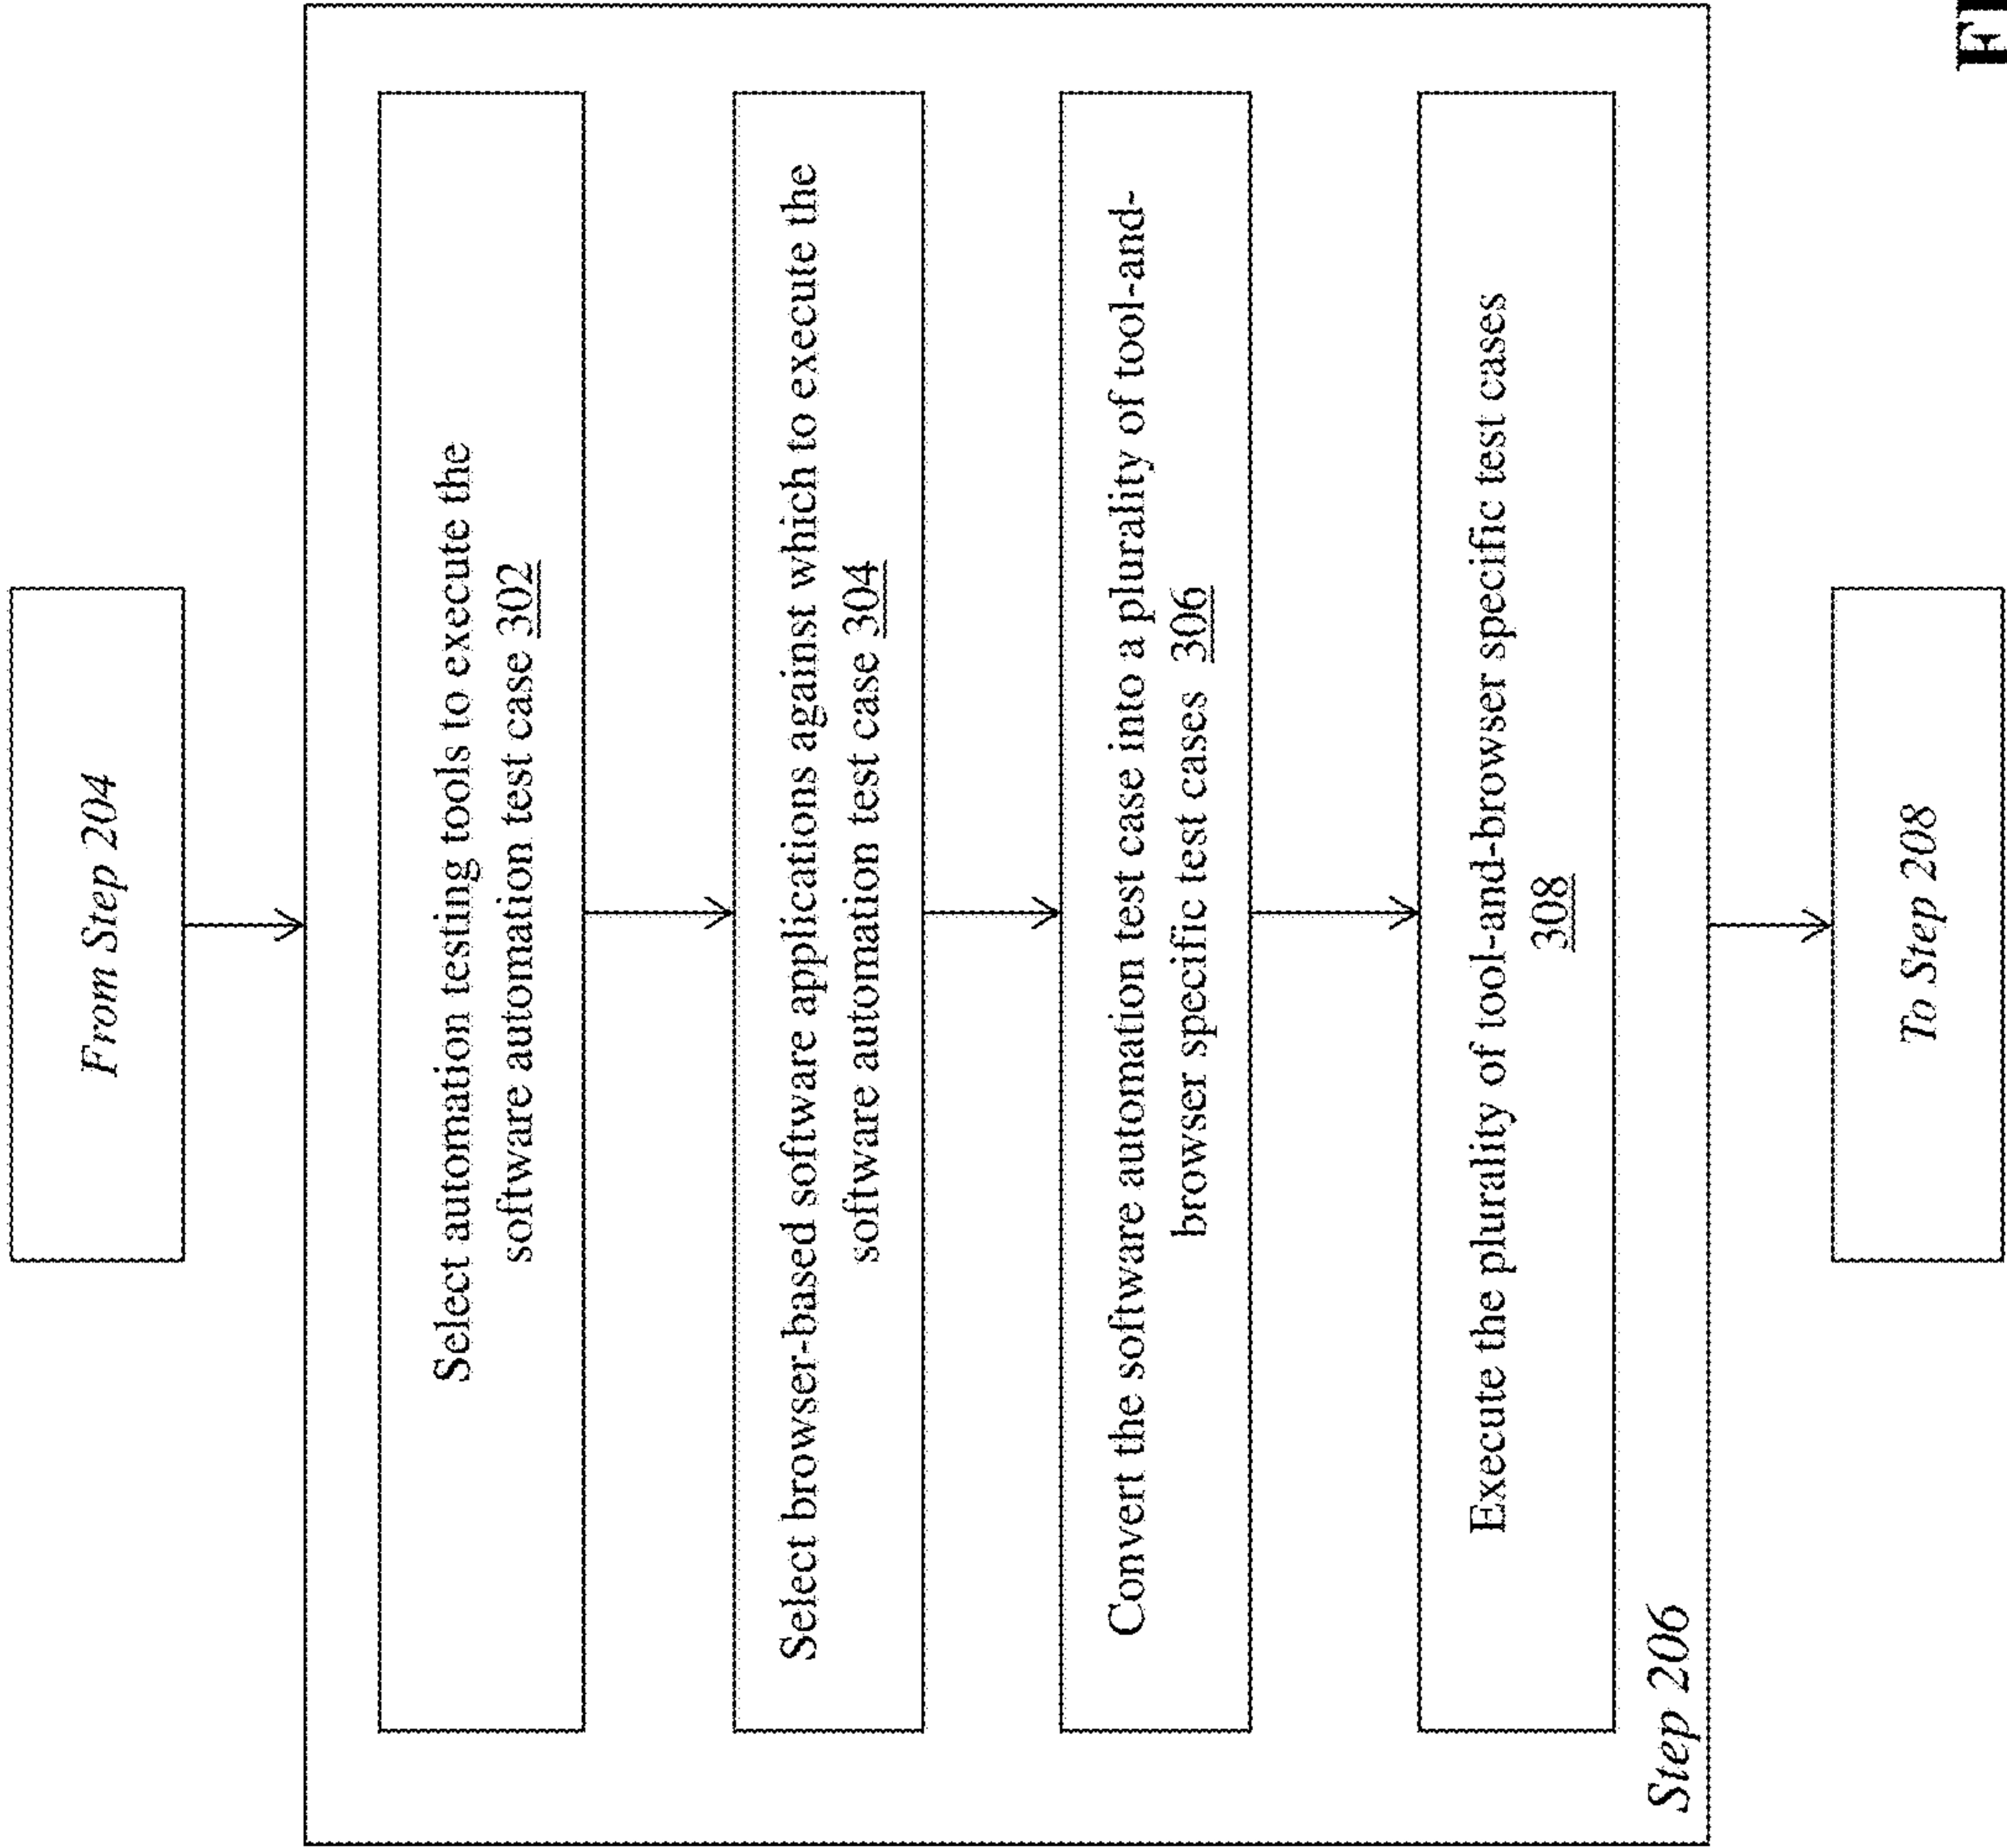 From Step 204
Select automation testing tools to execute the
software automation test case 302
Select browser-based software applications against which to execute the
software automation test case 304
Convert the software automation test case into a plurality of tool-and-
browser specific test cases 306
Execute the plurality of tool-and-browser specific test cases
308
Step 206
To Step 208